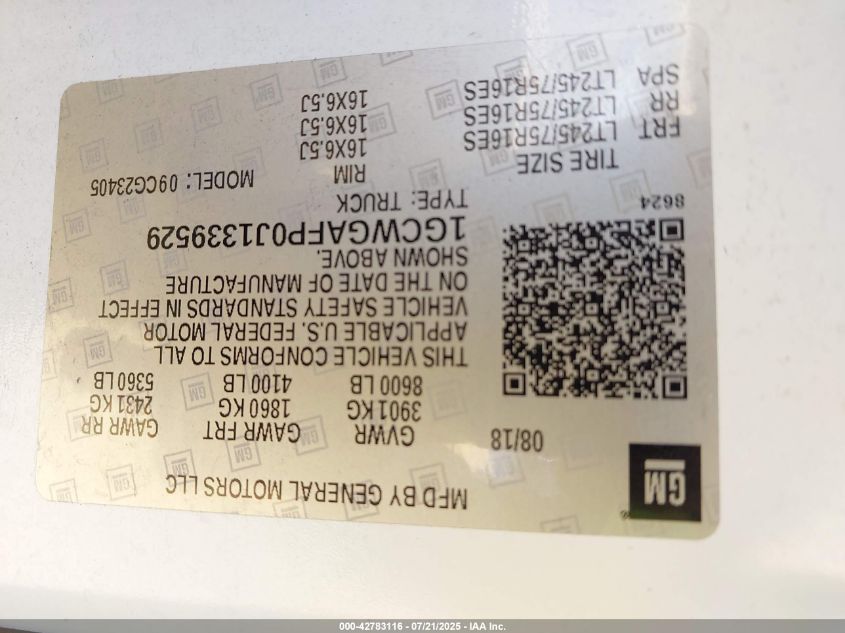 GM
MFD BY GENERAL MOTORS LLC
08/18
GVWR GAWR FRT GAWR RR
3901 KG 1860 KG 2431 KG
8600 LB 4100 LB 5360 LB
THIS VEHICLE CONFORMS TO ALL
APPLICABLE U.S. FEDERAL MOTOR
VEHICLE SAFETY STANDARDS IN EFFECT
ON THE DATE OF MANUFACTURE
SHOWN ABOVE.
1GCWGAFP0J1339529
8624
TYPE: TRUCK
MODEL: 09CG23405
TIRE SIZE RIM
FRT LT245/75R16ES 16X6.5J
RR LT245/75R16ES 16X6.5J
SPA LT245/75R16ES 16X6.5J
000-42783116 - 07/21/2025 - IAA Inc.